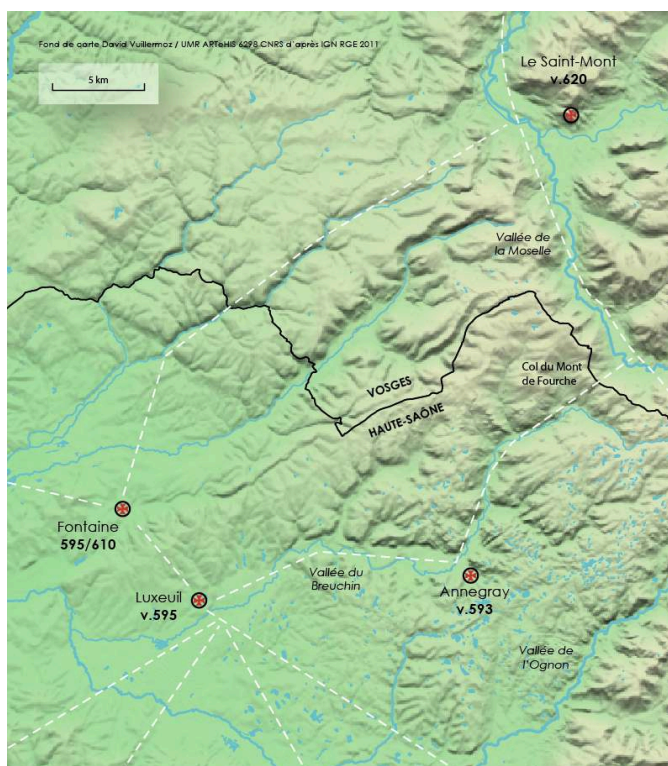 Fond de carte David Vuillermoz / UMR ARTeHIS 6298 CNRS d'après IGN RGE 2011
5 km
Le Saint-Mont
v.620
Vallée de
la Moselle
VOSGES
HAUTE-SAÔNE
Col du Mont
de Fourche
Fontaine
595/610
Luxeuil
v.595
Vallée du
Breuchin
Annegray
v.593
Vallée de
l'Ognon